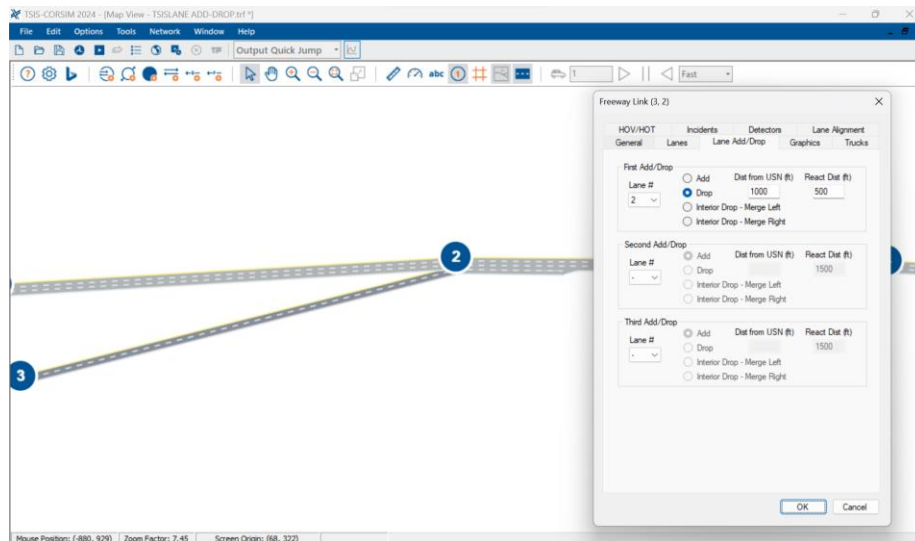 TSIS-CORSIM 2024 - [Map View - TSISLANE ADD-DROP.trf *]
File Edit Options Tools Network Window Help
TRF Output Quick Jump
abc 1 1 Fast
Freeway Link (3, 2)
HOV/HOT Incidents Detectors Lane Alignment
General Lanes Lane Add/Drop Graphics Trucks
First Add/Drop
Lane # Add Dist from USN (ft) React Dist (ft)
2 Drop 1000 500
Interior Drop - Merge Left
Interior Drop - Merge Right
Second Add/Drop
Lane # Add Dist from USN (ft) React Dist (ft)
- Drop 1500
Interior Drop - Merge Left
Interior Drop - Merge Right
Third Add/Drop
Lane # Add Dist from USN (ft) React Dist (ft)
- Drop 1500
Interior Drop - Merge Left
Interior Drop - Merge Right
OK Cancel
2
3
Mouse Position: (-880, 929) Zoom Factor: 7.45 Screen Origin: (68, 322)